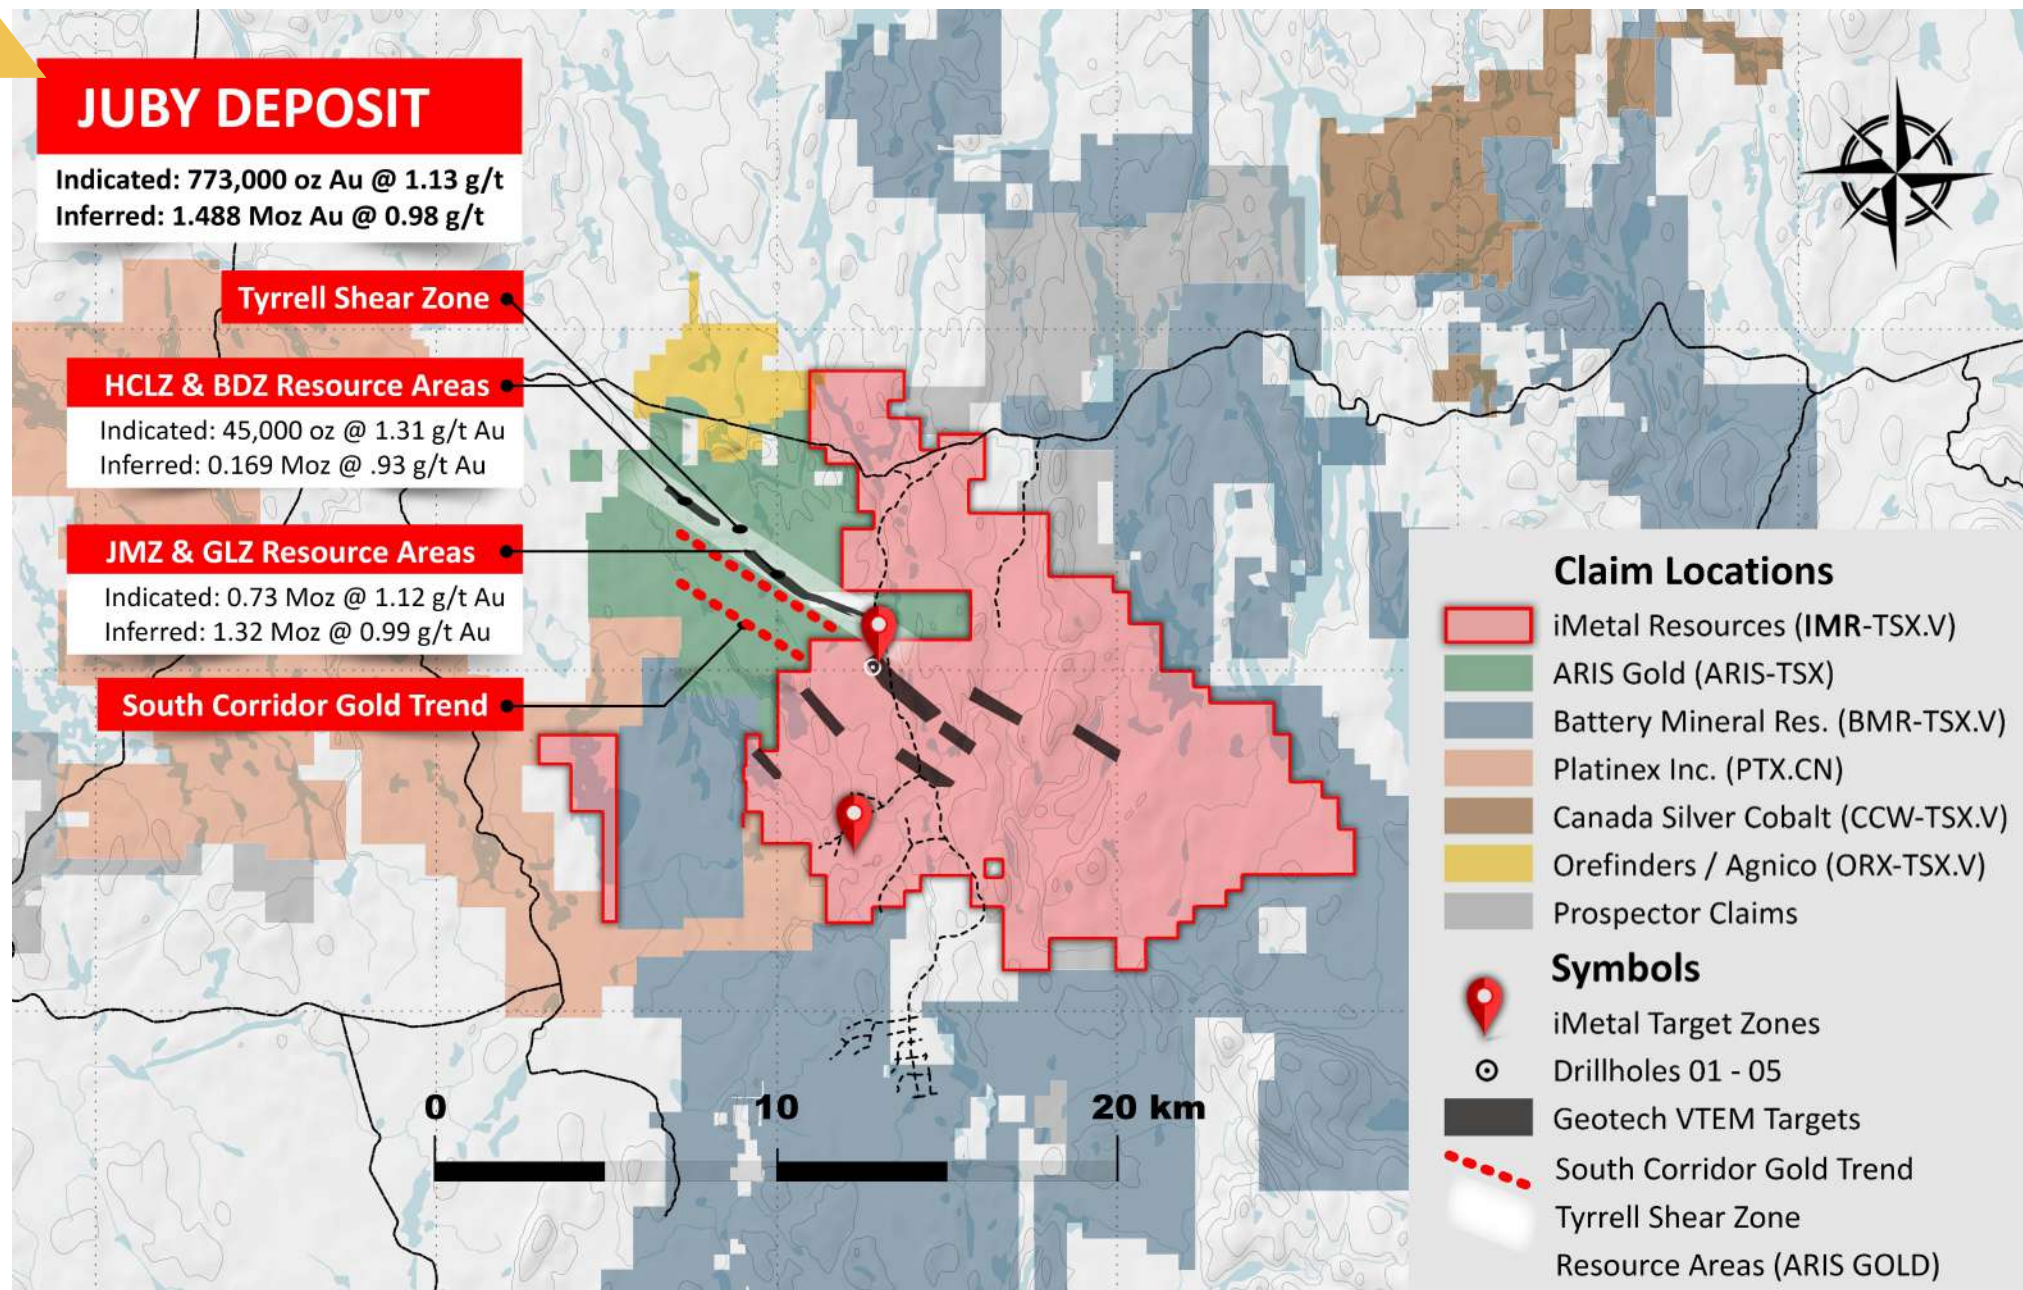 JUBY DEPOSIT
Indicated: 773,000 oz Au @ 1.13 g/t
Inferred: 1.488 Moz Au @ 0.98 g/t
Tyrrell Shear Zone
HCLZ & BDZ Resource Areas
Indicated: 45,000 oz @ 1.31 g/t Au
Inferred: 0.169 Moz @ .93 g/t Au
JMZ & GLZ Resource Areas
Indicated: 0.73 Moz @ 1.12 g/t Au
Inferred: 1.32 Moz @ 0.99 g/t Au
South Corridor Gold Trend
0 10 20 km
Claim Locations
iMetal Resources (IMR-TSX.V)
ARIS Gold (ARIS-TSX)
Battery Mineral Res. (BMR-TSX.V)
Platinex Inc. (PTX.CN)
Canada Silver Cobalt (CCW-TSX.V)
Orefinders / Agnico (ORX-TSX.V)
Prospector Claims
Symbols
iMetal Target Zones
Drillholes 01 - 05
Geotech VTEM Targets
South Corridor Gold Trend
Tyrrell Shear Zone
Resource Areas (ARIS GOLD)